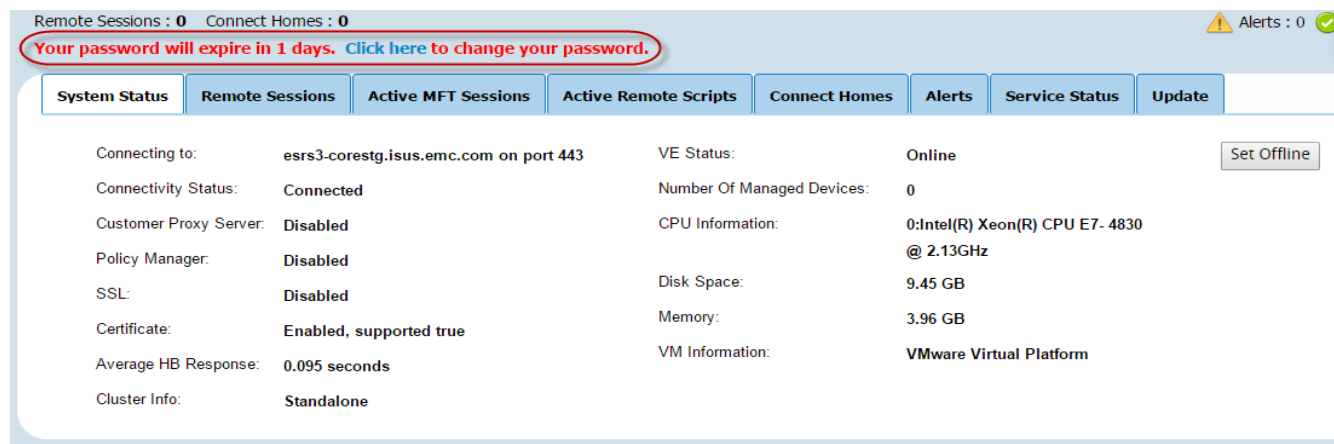 Remote Sessions : 0 Connect Homes : 0 Alerts : 0
Your password will expire in 1 days. Click here to change your password.
System Status Remote Sessions Active MFT Sessions Active Remote Scripts Connect Homes Alerts Service Status Update
Connecting to: esrs3-corestg.isus.emc.com on port 443
Connectivity Status: Connected
Customer Proxy Server: Disabled
Policy Manager: Disabled
SSL: Disabled
Certificate: Enabled, supported true
Average HB Response: 0.095 seconds
Cluster Info: Standalone
VE Status: Online Set Offline
Number Of Managed Devices: 0
CPU Information: 0:Intel(R) Xeon(R) CPU E7- 4830
@ 2.13GHz
Disk Space: 9.45 GB
Memory: 3.96 GB
VM Information: VMware Virtual Platform